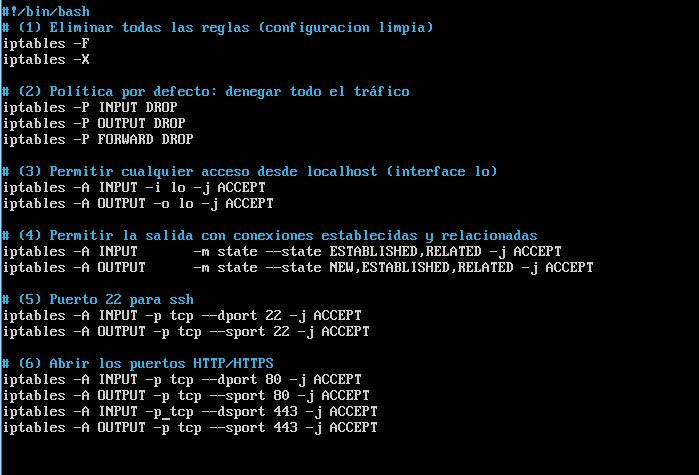 #!/bin/bash
# (1) Eliminar todas las reglas (configuracion limpia)
iptables -F
iptables -X
# (2) Política por defecto: denegar todo el tráfico
iptables -P INPUT DROP
iptables -P OUTPUT DROP
iptables -P FORWARD DROP
# (3) Permitir cualquier acceso desde localhost (interface lo)
iptables -A INPUT -i lo -j ACCEPT
iptables -A OUTPUT -o lo -j ACCEPT
# (4) Permitir la salida con conexiones establecidas y relacionadas
iptables -A INPUT       -m state --state ESTABLISHED,RELATED -j ACCEPT
iptables -A OUTPUT      -m state --state NEW,ESTABLISHED,RELATED -j ACCEPT
# (5) Puerto 22 para ssh
iptables -A INPUT -p tcp --dport 22 -j ACCEPT
iptables -A OUTPUT -p tcp --sport 22 -j ACCEPT
# (6) Abrir los puertos HTTP/HTTPS
iptables -A INPUT -p tcp --dport 80 -j ACCEPT
iptables -A OUTPUT -p tcp --sport 80 -j ACCEPT
iptables -A INPUT -p tcp --dsport 443 -j ACCEPT
iptables -A OUTPUT -p tcp --sport 443 -j ACCEPT